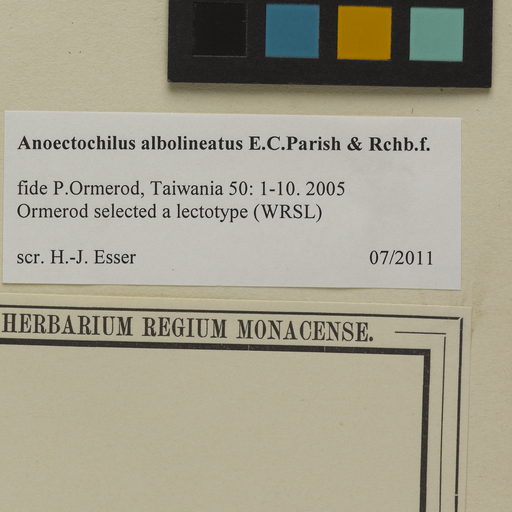 Anoectochilus albolineatus E.C.Parish & Rchb.f.
fide P.Ormerod, Taiwania 50: 1-10. 2005
Ormerod selected a lectotype (WRSL)
scr. H.-J. Esser 07/2011
HERBARIUM REGIUM MONACENSE.